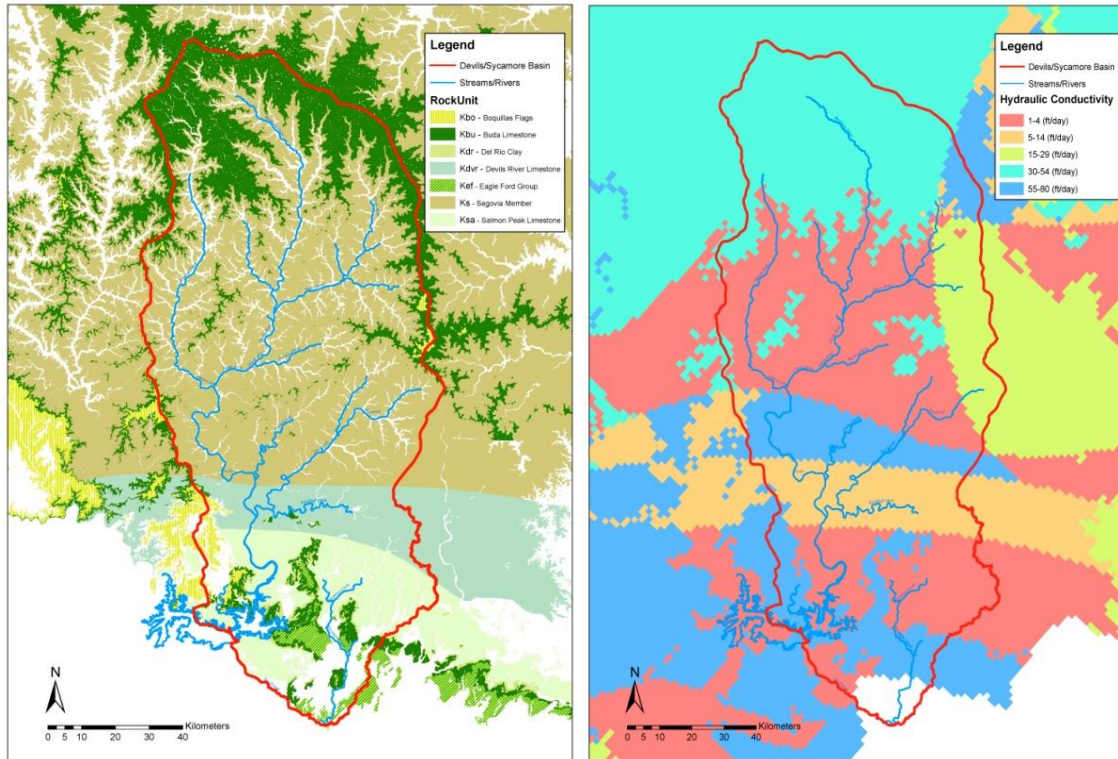 Legend
Devils/Sycamore Basin
Streams/Rivers
RockUnit
Kbo - Boquillas Flags
Kbu - Buda Limestone
Kdr - Del Rio Clay
Kdvr - Devils River Limestone
Kef - Eagle Ford Group
Ks - Segovia Member
Ksa - Salmon Peak Limestone
N
Kilometers
0 5 10 20 30 40
Legend
Devils/Sycamore Basin
Streams/Rivers
Hydraulic Conductivity
1-4 (ft/day)
5-14 (ft/day)
15-29 (ft/day)
30-54 (ft/day)
55-80 (ft/day)
N
Kilometers
0 5 10 20 30 40